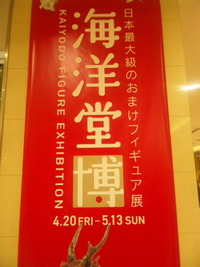 日本最大級のおまけフィギュア展
海洋堂博
KAIYODO FIGURE EXHIBITION
4.20 FRI – 5.13 SUN